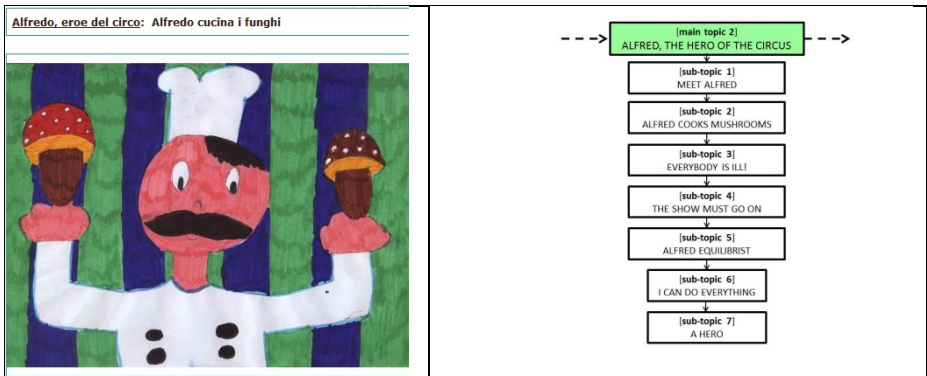 Alfredo, eroe del circo: Alfredo cucina i funghi
[main topic 2]
ALFRED, THE HERO OF THE CIRCUS
[sub-topic 1]
MEET ALFRED
[sub-topic 2]
ALFRED COOKS MUSHROOMS
[sub-topic 3]
EVERYBODY IS ILL!
[sub-topic 4]
THE SHOW MUST GO ON
[sub-topic 5]
ALFRED EQUILIBRIST
[sub-topic 6]
I CAN DO EVERYTHING
[sub-topic 7]
A HERO